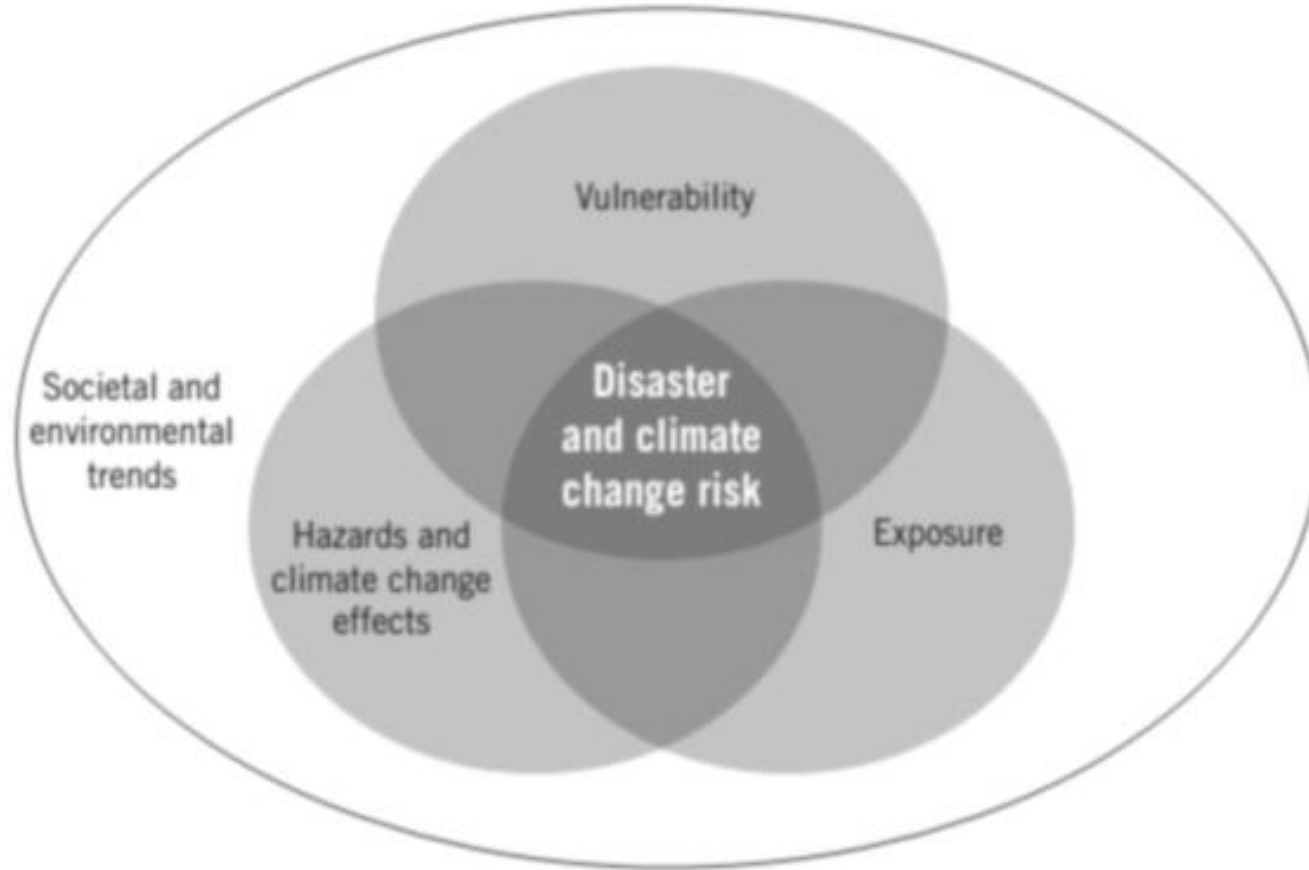 Vulnerability
Disaster
and climate
change risk
Societal and
environmental
trends
Hazards and
climate change
effects
Exposure